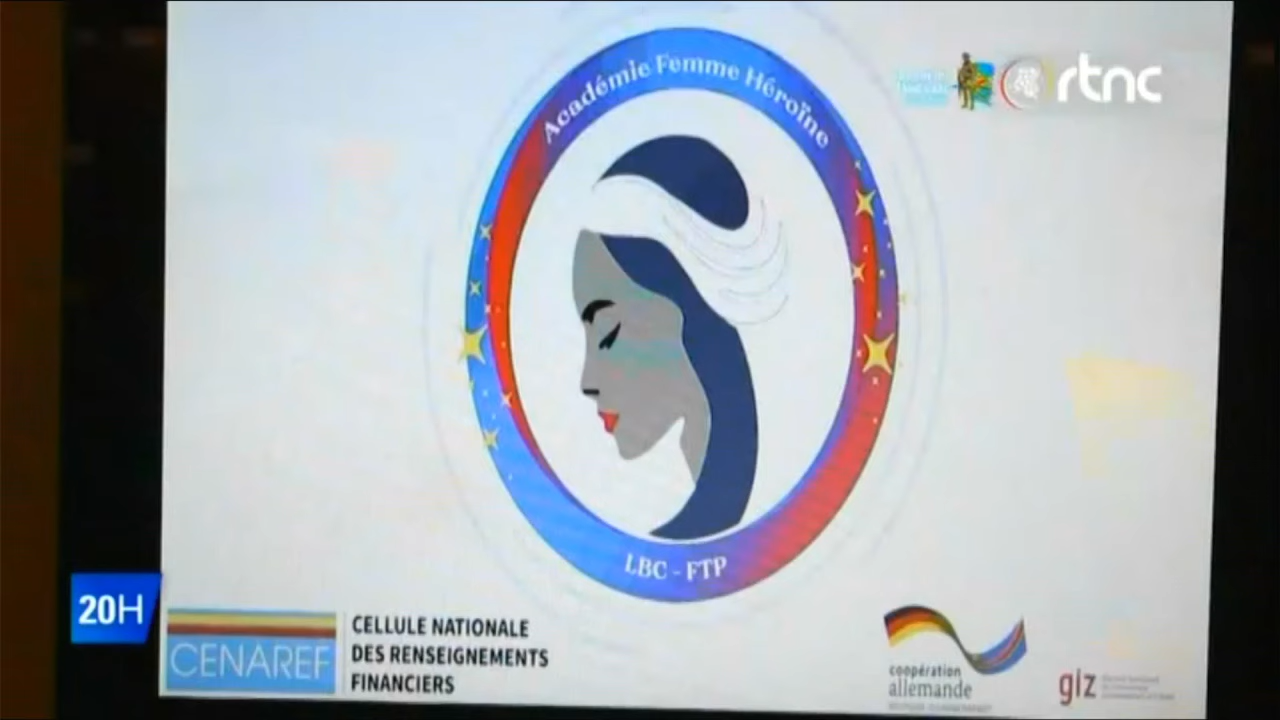 Académie Femme Héroïne
rtnc
LBC - FTP
20H
CENAREF
CELLULE NATIONALE
DES RENSEIGNEMENTS
FINANCIERS
coopération
allemande
giz